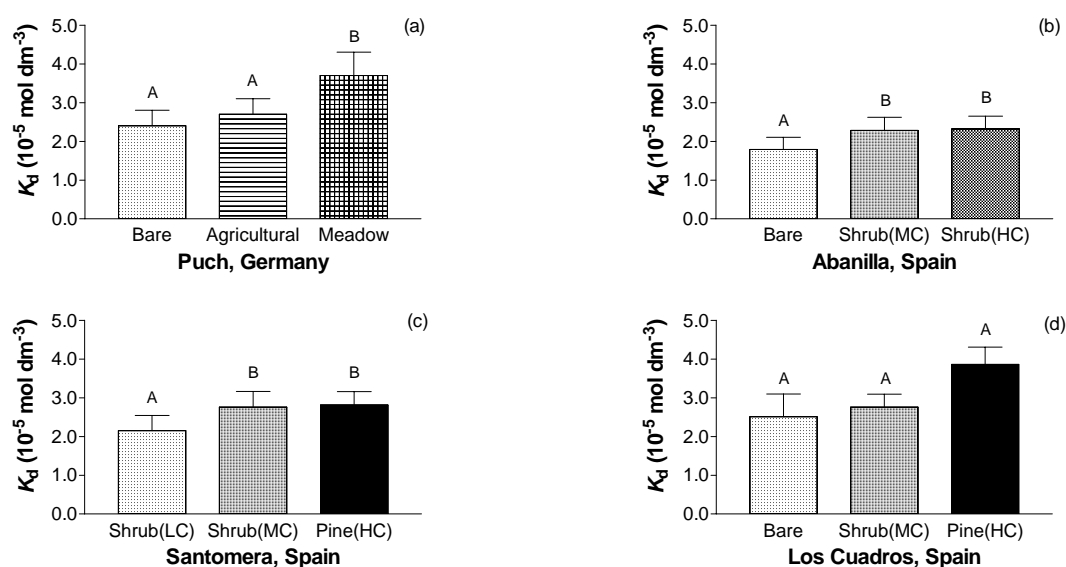 (a)
K_d (10^-5 mol dm^-3)
5.0
4.0
3.0
2.0
1.0
0.0
A
A
B
Bare Agricultural Meadow
Puch, Germany
(b)
K_d (10^-5 mol dm^-3)
5.0
4.0
3.0
2.0
1.0
0.0
A
B
B
Bare Shrub(MC) Shrub(HC)
Abanilla, Spain
(c)
K_d (10^-5 mol dm^-3)
5.0
4.0
3.0
2.0
1.0
0.0
A
B
B
Shrub(LC) Shrub(MC) Pine(HC)
Santomera, Spain
(d)
K_d (10^-5 mol dm^-3)
5.0
4.0
3.0
2.0
1.0
0.0
A
A
A
Bare Shrub(MC) Pine(HC)
Los Cuadros, Spain